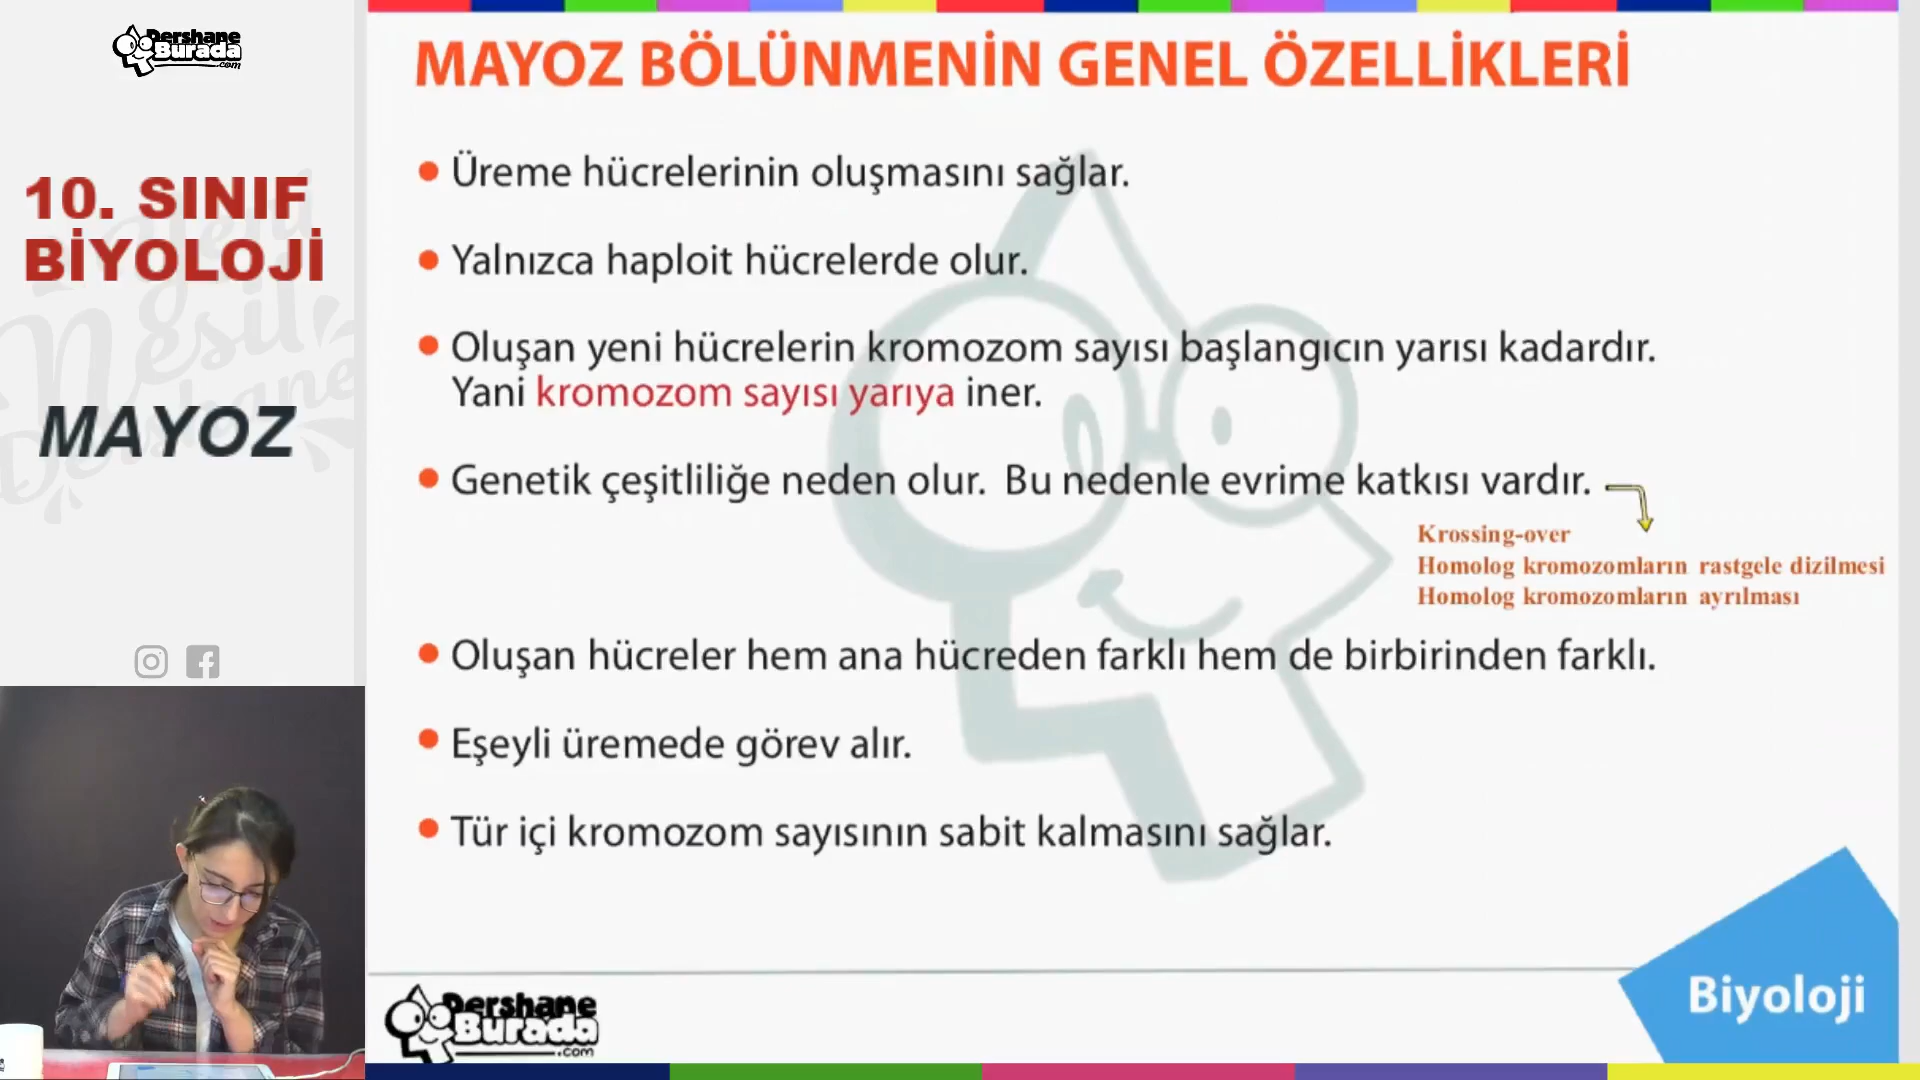 Dershane
Burada
.com
10. SINIF
BİYOLOJİ
MAYOZ
MAYOZ BÖLÜNMENİN GENEL ÖZELLİKLERİ
Üreme hücrelerinin oluşmasını sağlar.
Yalnızca haploit hücrelerde olur.
Oluşan yeni hücrelerin kromozom sayısı başlangıcın yarısı kadardır.
Yani kromozom sayısı yarıya iner.
Genetik çeşitliliğe neden olur. Bu nedenle evrime katkısı vardır.
Krossing-over
Homolog kromozomların rastgele dizilmesi
Homolog kromozomların ayrılması
Oluşan hücreler hem ana hücreden farklı hem de birbirinden farklı.
Eşeyli üremede görev alır.
Tür içi kromozom sayısının sabit kalmasını sağlar.
Dershane
Burada
.com
Biyoloji